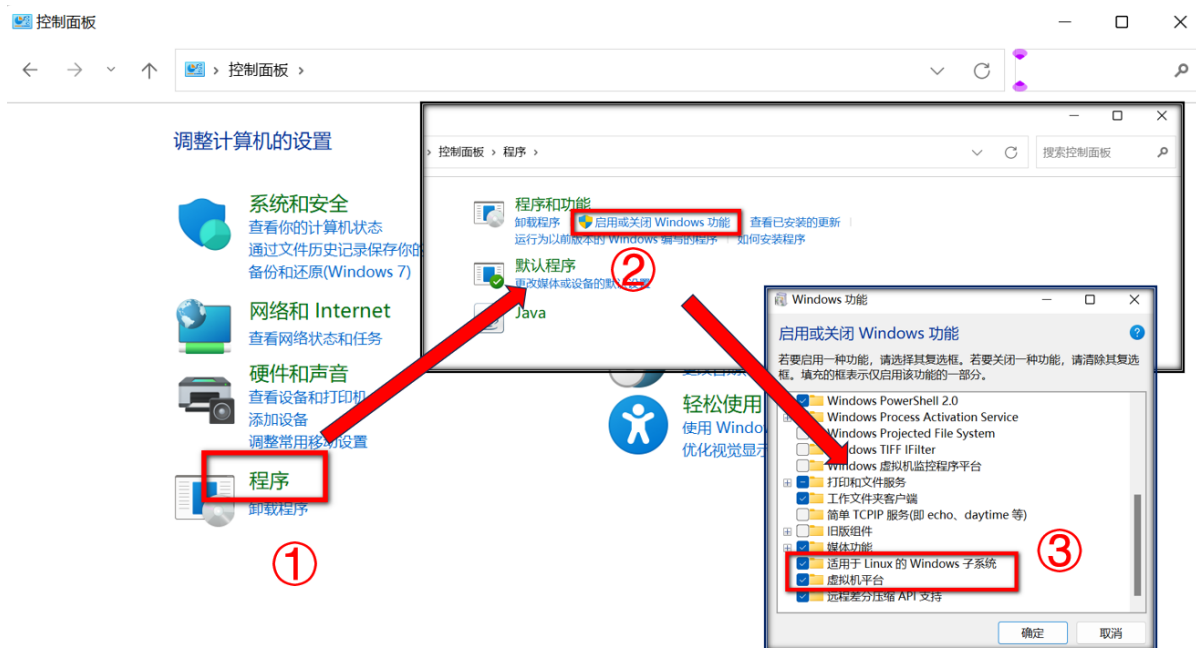 控制面板
控制面板
调整计算机的设置
系统和安全
查看你的计算机状态
通过文件历史记录保存你的
备份和还原(Windows 7)
网络和 Internet
查看网络状态和任务
硬件和声音
查看设备和打印机
添加设备
调整常用移动设置
程序
卸载程序
①
轻松使用
使用 Window
优化视觉显示
控制面板 › 程序 ›
搜索控制面板
程序和功能
卸载程序 启用或关闭 Windows 功能 查看已安装的更新
运行为以前版本的 Windows 编写的程序 如何安装程序
②
默认程序
更改媒体或设备的默认设置
Java
Windows 功能
启用或关闭 Windows 功能
若要启用一种功能，请选择其复选框。若要关闭一种功能，请清除其复选
框。填充的框表示仅启用该功能的一部分。
Windows PowerShell 2.0
Windows Process Activation Service
Windows Projected File System
Windows TIFF IFilter
Windows 虚拟机监控程序平台
打印和文件服务
工作文件夹客户端
简单 TCPIP 服务(即 echo、daytime 等)
旧版组件
媒体功能
适用于 Linux 的 Windows 子系统
虚拟机平台
远程差分压缩 API 支持
③
确定 取消